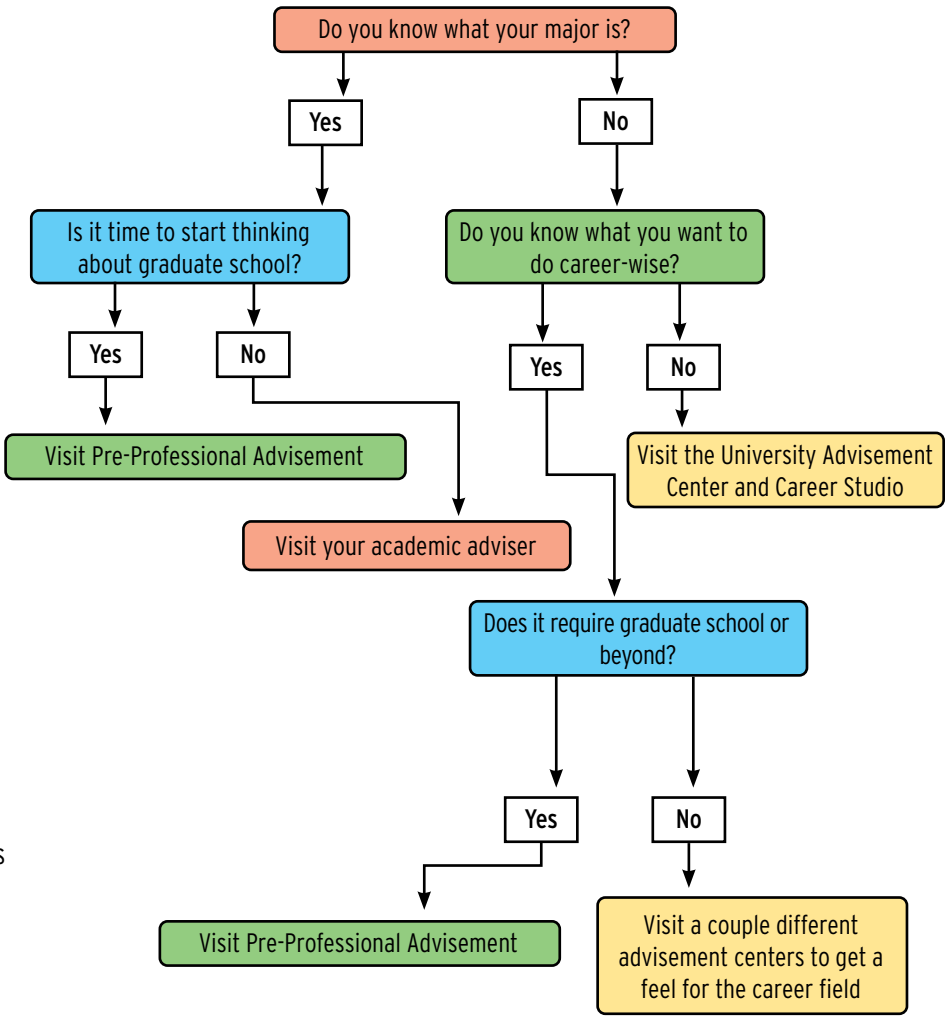 Do you know what your major is?
Yes
No
Is it time to start thinking
about graduate school?
Do you know what you want to
do career-wise?
Yes
No
Yes
No
Visit Pre-Professional Advisement
Visit the University Advisement
Center and Career Studio
Visit your academic adviser
Does it require graduate school or
beyond?
Yes
No
s
Visit Pre-Professional Advisement
Visit a couple different
advisement centers to get a
feel for the career field